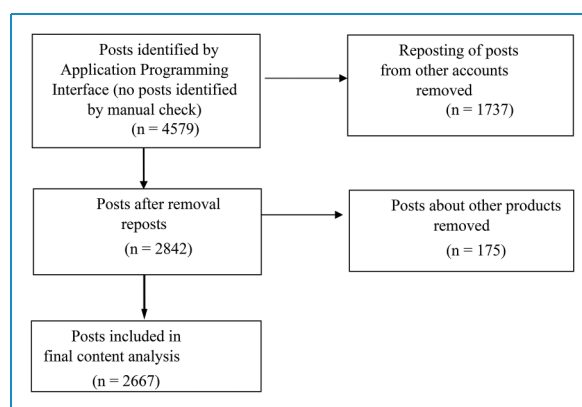 Posts identified by
Application Programming
Interface (no posts identified
by manual check)
(n = 4579)
Reposting of posts
from other accounts
removed
(n = 1737)
Posts after removal
reposts
(n = 2842)
Posts about other products
removed
(n = 175)
Posts included in
final content analysis
(n = 2667)